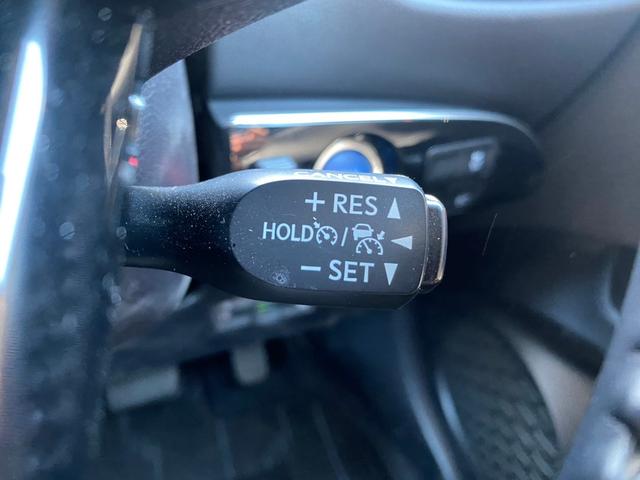 CANCEL
+ RES ▲
HOLD / ◀
− SET ▼